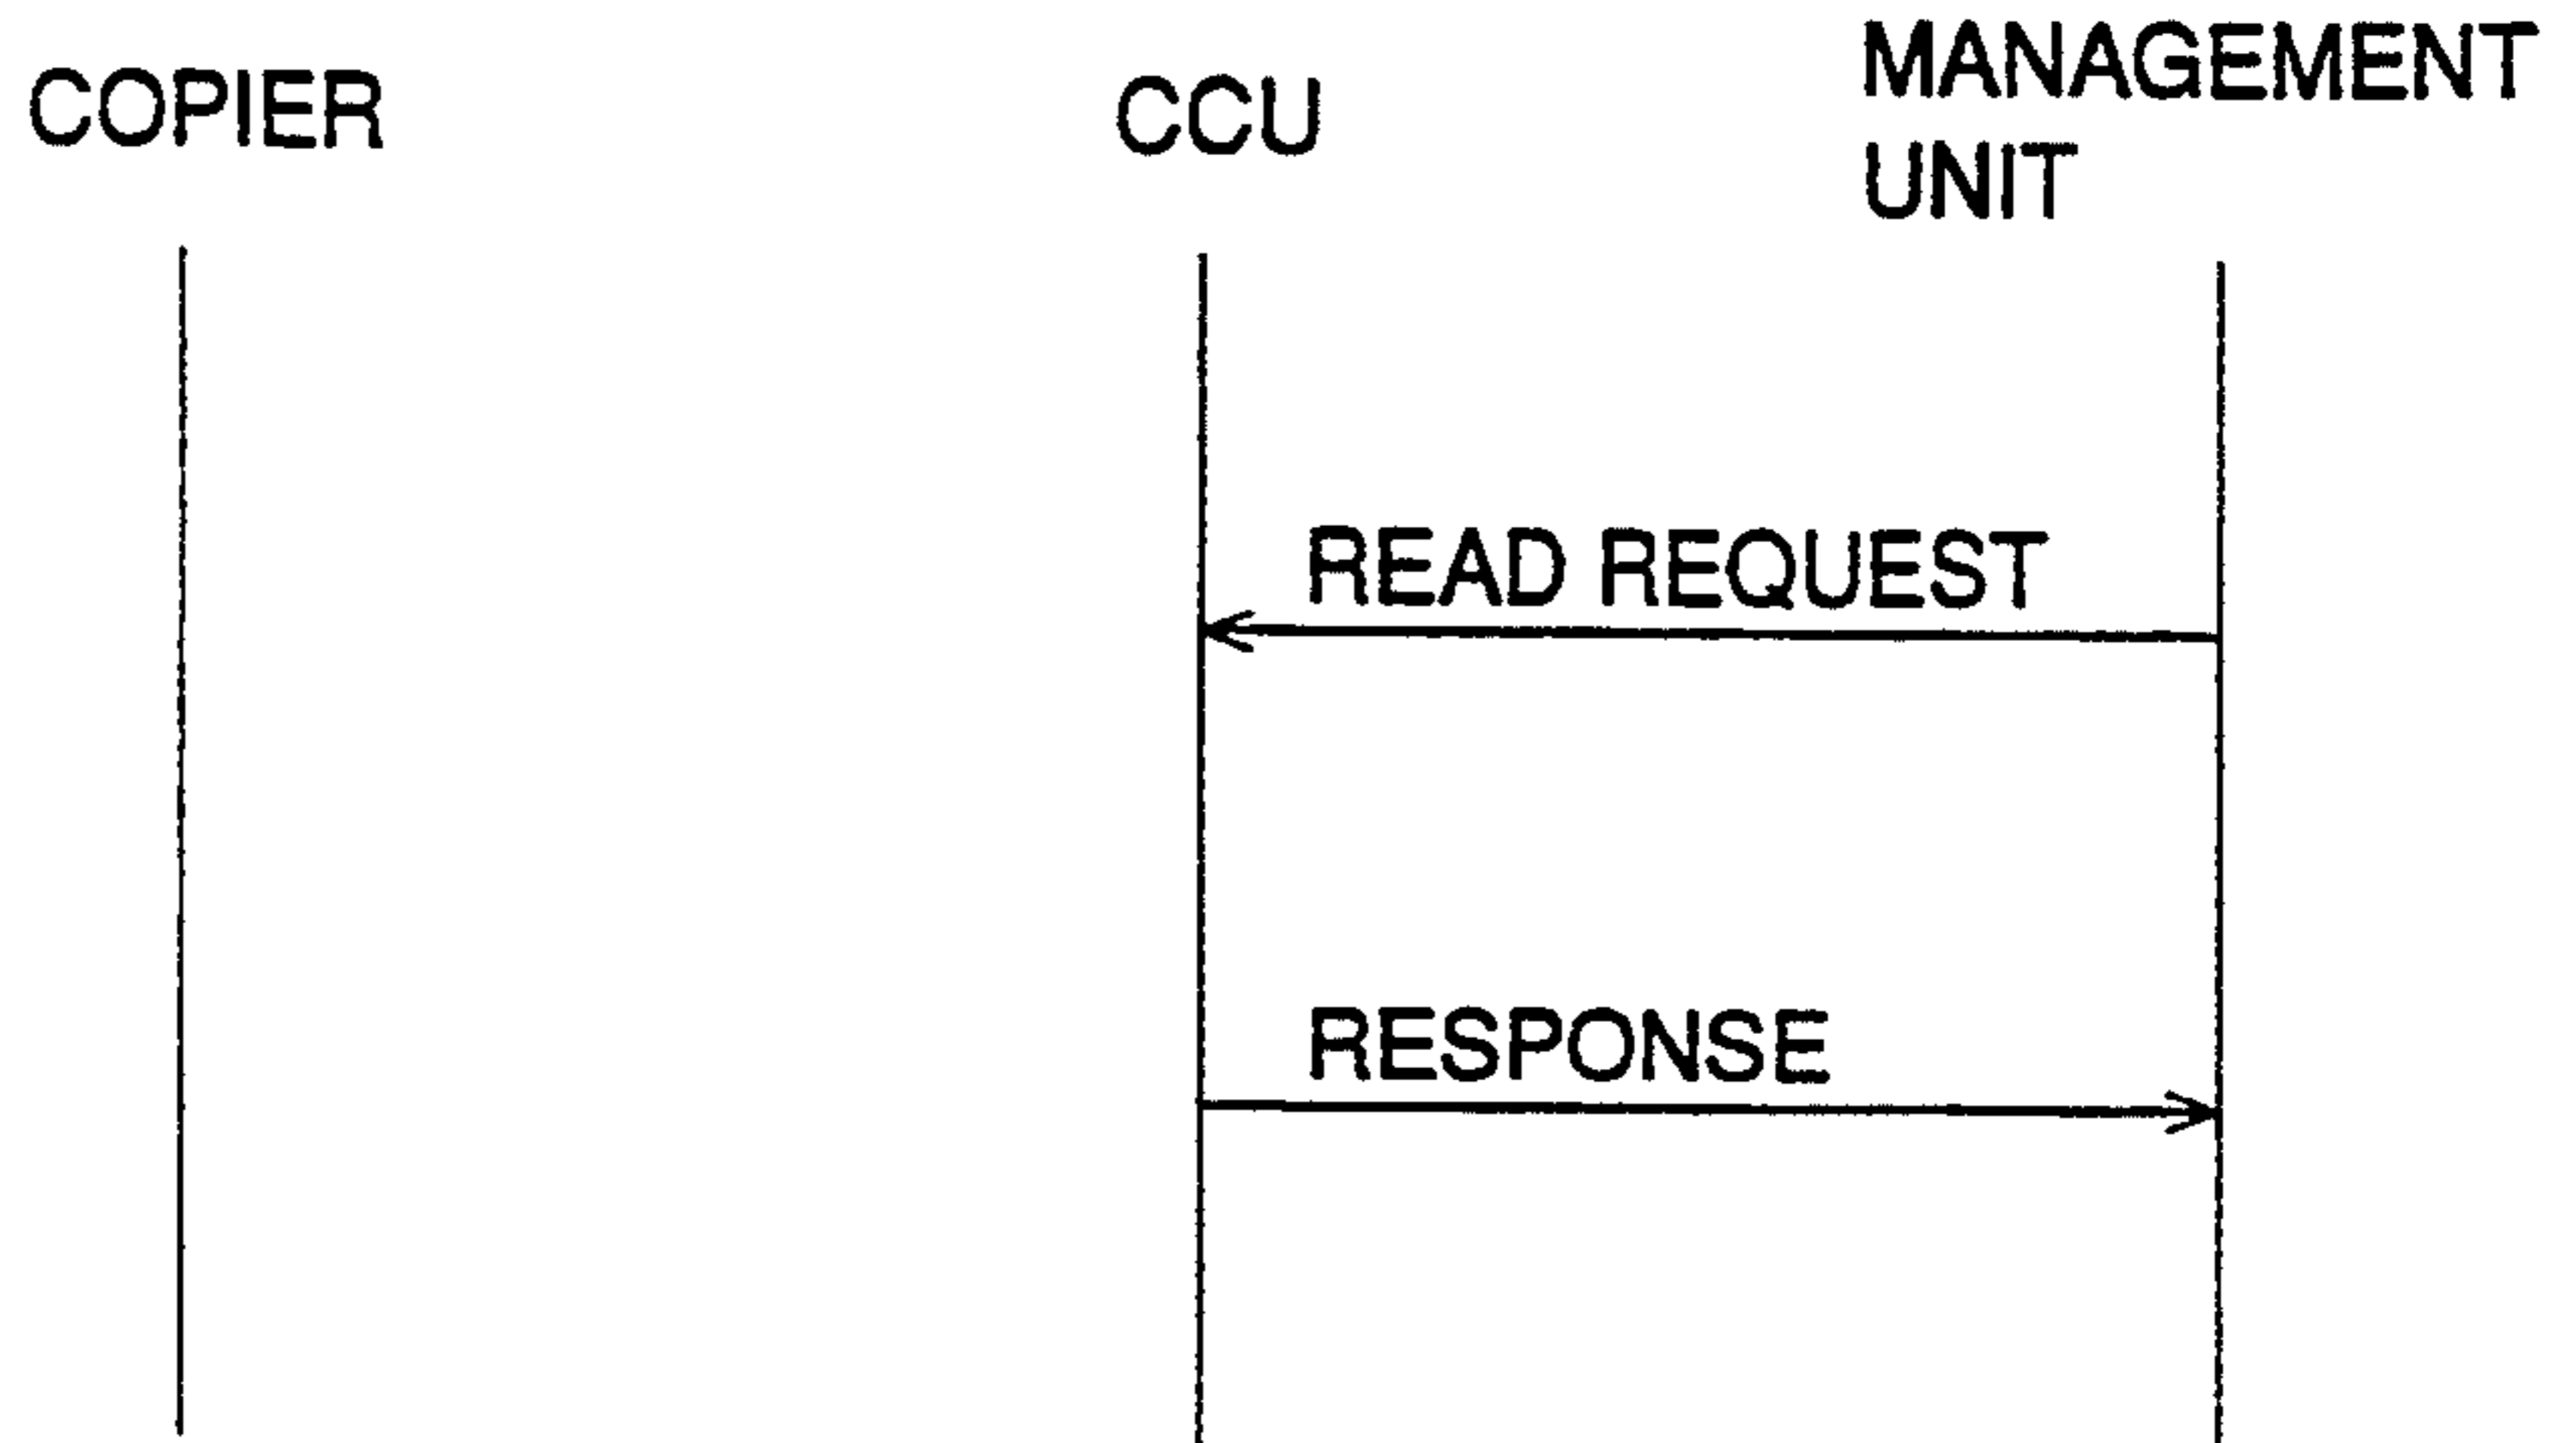 COPIER
CCU
MANAGEMENT
UNIT
READ REQUEST
RESPONSE